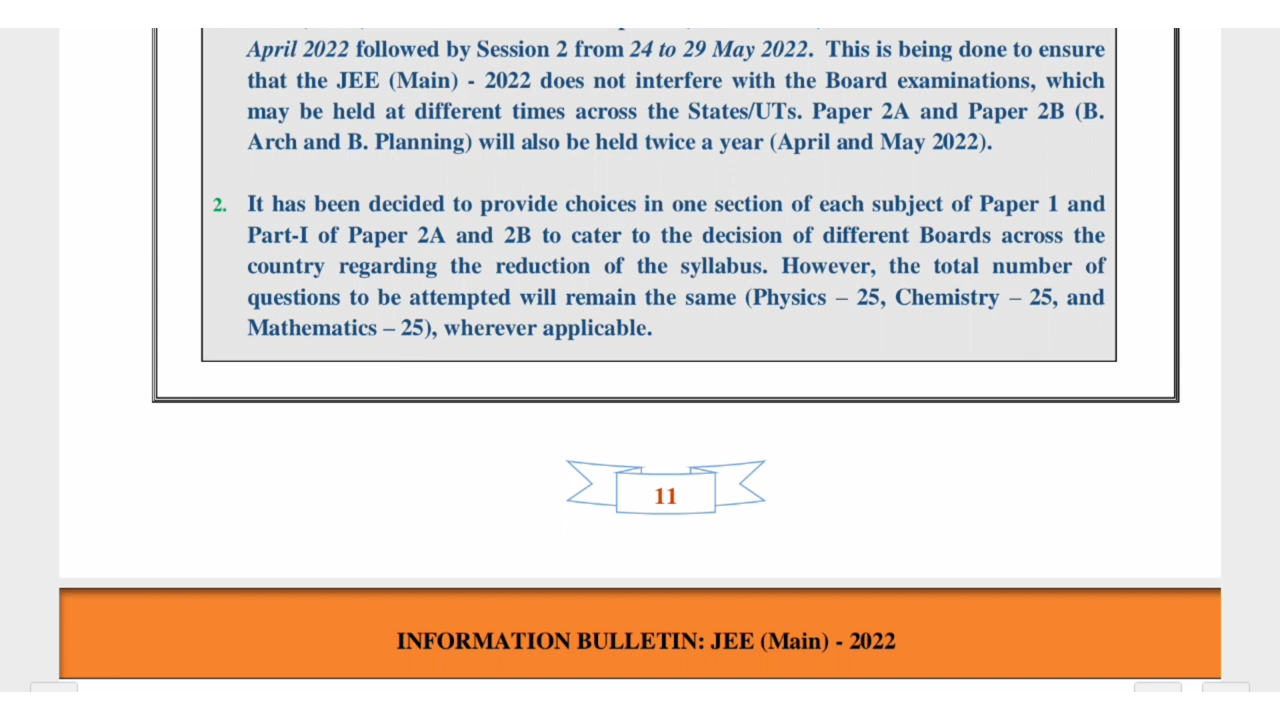 April 2022 followed by Session 2 from 24 to 29 May 2022. This is being done to ensure
that the JEE (Main) - 2022 does not interfere with the Board examinations, which
may be held at different times across the States/UTs. Paper 2A and Paper 2B (B.
Arch and B. Planning) will also be held twice a year (April and May 2022).
2. It has been decided to provide choices in one section of each subject of Paper 1 and
Part-I of Paper 2A and 2B to cater to the decision of different Boards across the
country regarding the reduction of the syllabus. However, the total number of
questions to be attempted will remain the same (Physics – 25, Chemistry – 25, and
Mathematics – 25), wherever applicable.
11
INFORMATION BULLETIN: JEE (Main) - 2022